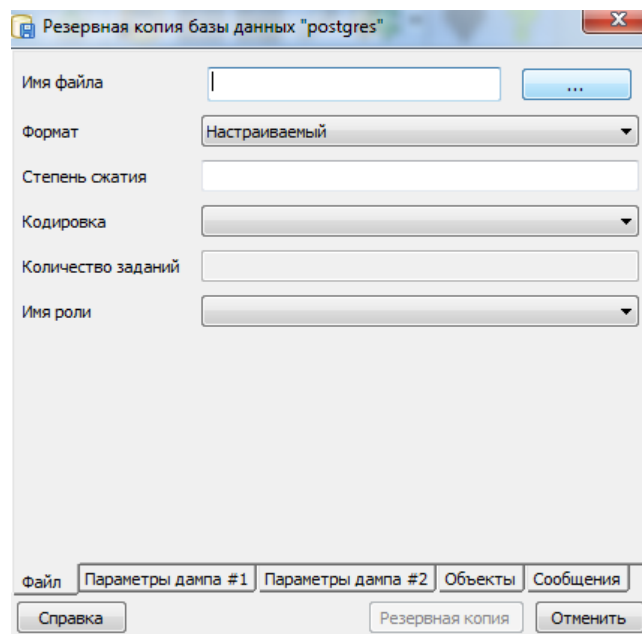 Резервная копия базы данных "postgres"
Имя файла
...
Формат
Настраиваемый
Степень сжатия
Кодировка
Количество заданий
Имя роли
Файл Параметры дампа #1 Параметры дампа #2 Объекты Сообщения
Справка Резервная копия Отменить